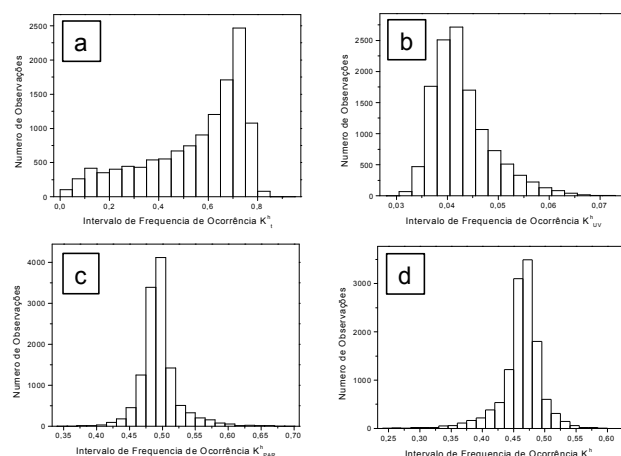 a
2500
2000
1500
1000
500
0
Numero de Observações
0,0 0,2 0,4 0,6 0,8
Intervalo de Frequencia de Ocorrência K^h_t
b
2500
2000
1500
1000
500
0
Numero de Observações
0,03 0,04 0,05 0,06 0,07
Intervalo de Frequencia de Ocorrência K^h_UV
c
4000
3000
2000
1000
0
Numero de Observações
0,35 0,40 0,45 0,50 0,55 0,60 0,65 0,70
Intervalo de Frequencia de Ocorrência K^h_PAR
d
3000
2000
1000
0
Numero de Observações
0,25 0,30 0,35 0,40 0,45 0,50 0,55 0,60
Intervalo de Frequencia de Ocorrência K^h